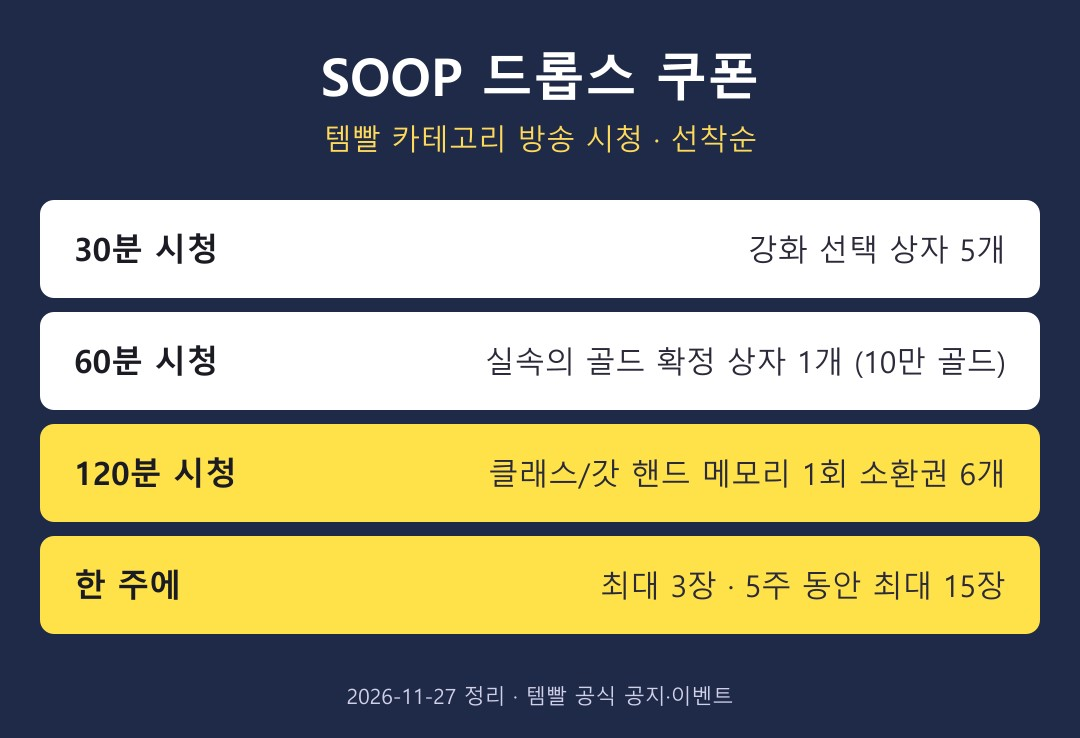 SOOP 드롭스 쿠폰
템빨 카테고리 방송 시청 · 선착순
30분 시청 강화 선택 상자 5개
60분 시청 실속의 골드 확정 상자 1개 (10만 골드)
120분 시청 클래스/갓 핸드 메모리 1회 소환권 6개
한 주에 최대 3장 · 5주 동안 최대 15장
2026-11-27 정리 · 템빨 공식 공지·이벤트